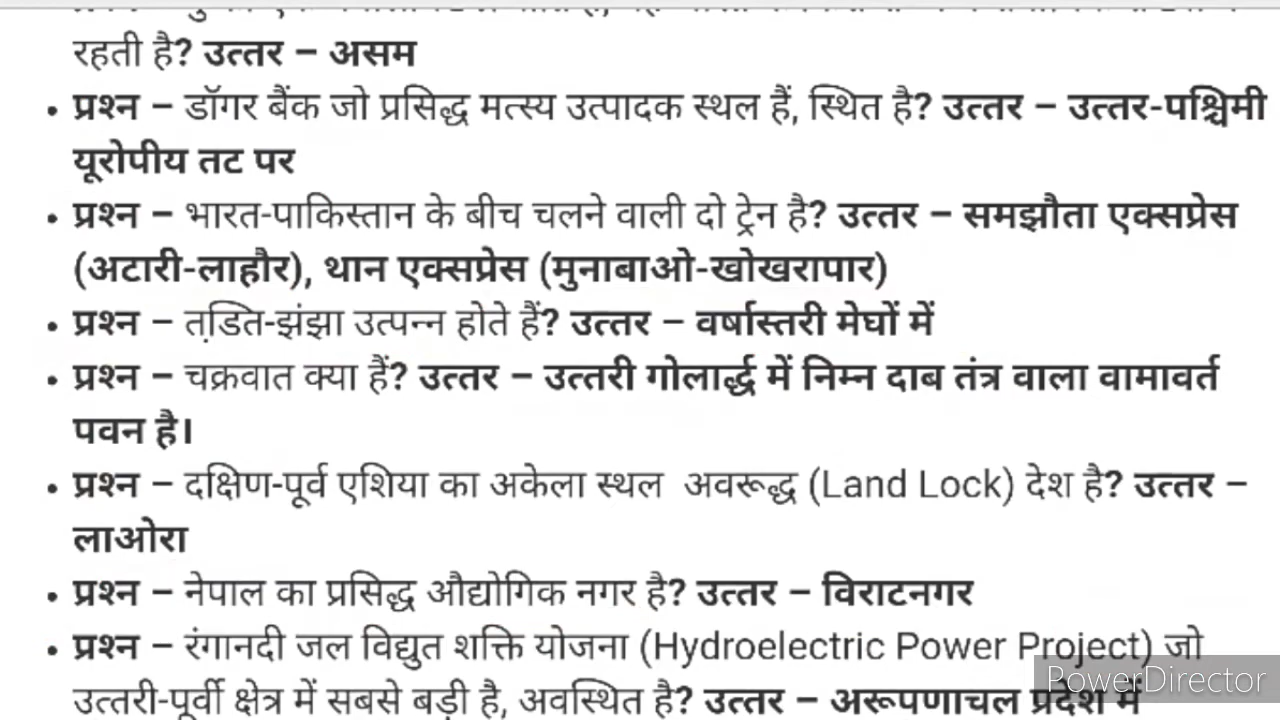 रहती है? उत्तर – असम
• प्रश्न – डॉगर बैंक जो प्रसिद्ध मत्स्य उत्पादक स्थल हैं, स्थित है? उत्तर – उत्तर-पश्चिमी
यूरोपीय तट पर
• प्रश्न – भारत-पाकिस्तान के बीच चलने वाली दो ट्रेन है? उत्तर – समझौता एक्सप्रेस
(अटारी-लाहौर), थान एक्सप्रेस (मुनाबाओ-खोखरापार)
• प्रश्न – तडि़त-झंझा उत्पन्न होते हैं? उत्तर – वर्षास्तरी मेघों में
• प्रश्न – चक्रवात क्या हैं? उत्तर – उत्तरी गोलार्द्ध में निम्न दाब तंत्र वाला वामावर्त
पवन है।
• प्रश्न – दक्षिण-पूर्व एशिया का अकेला स्थल अवरूद्ध (Land Lock) देश है? उत्तर –
लाओरा
• प्रश्न – नेपाल का प्रसिद्ध औद्योगिक नगर है? उत्तर – विराटनगर
• प्रश्न – रंगानदी जल विद्युत शक्ति योजना (Hydroelectric Power Project) जो
उत्तरी-पूर्वी क्षेत्र में सबसे बड़ी है, अवस्थित है? उत्तर – अरूपणाचल प्रदेश में
PowerDirector